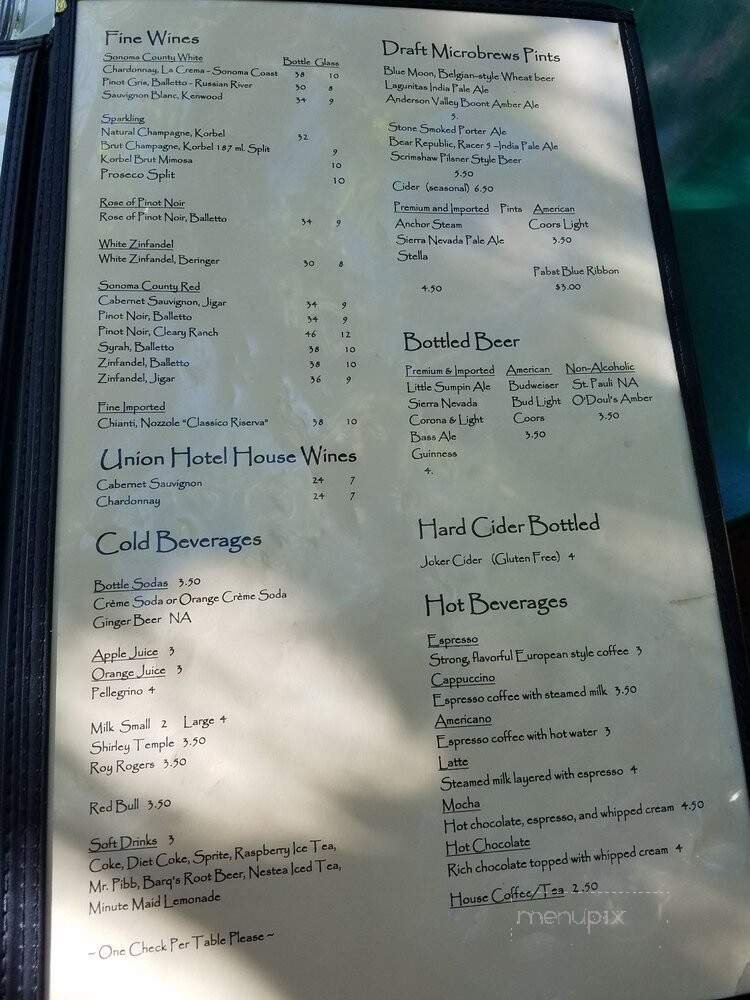 Fine Wines
Sonoma County White Bottle Glass
Chardonnay, La Crema - Sonoma Coast 38 10
Pinot Gris, Balletto - Russian River 30 8
Sauvignon Blanc, Kenwood 34 9
Sparkling
Natural Champagne, Korbel 32
Brut Champagne, Korbel 187 ml. Split 9
Korbel Brut Mimosa 10
Proseco Split 10
Rose of Pinot Noir
Rose of Pinot Noir, Balletto 34 9
White Zinfandel
White Zinfandel, Beringer 30 8
Sonoma County Red
Cabernet Sauvignon, Jigar 34 9
Pinot Noir, Balletto 34 9
Pinot Noir, Cleary Ranch 46 12
Syrah, Balletto 38 10
Zinfandel, Balletto 38 10
Zinfandel, Jigar 36 9
Fine Imported
Chianti, Nozzole "Classico Riserva" 38 10
Union Hotel House Wines
Cabernet Sauvignon 24 7
Chardonnay 24 7
Cold Beverages
Bottle Sodas 3.50
Crème Soda or Orange Crème Soda
Ginger Beer NA
Apple Juice 3
Orange Juice 3
Pellegrino 4
Milk Small 2 Large 4
Shirley Temple 3.50
Roy Rogers 3.50
Red Bull 3.50
Soft Drinks 3
Coke, Diet Coke, Sprite, Raspberry Ice Tea,
Mr. Pibb, Barq's Root Beer, Nestea Iced Tea,
Minute Maid Lemonade
~ One Check Per Table Please ~
Draft Microbrews Pints
Blue Moon, Belgian-style Wheat beer
Lagunitas India Pale Ale
Anderson Valley Boont Amber Ale
5.
Stone Smoked Porter Ale
Bear Republic, Racer 5 -India Pale Ale
Scrimshaw Pilsner Style Beer
5.50
Cider (seasonal) 6.50
Premium and Imported Pints American
Anchor Steam Coors Light
Sierra Nevada Pale Ale 3.50
Stella
Pabst Blue Ribbon
4.50 $3.00
Bottled Beer
Premium & Imported American Non-Alcoholic
Little Sumpin Ale Budweiser St. Pauli NA
Sierra Nevada Bud Light O'Doul's Amber
Corona & Light Coors 3.50
Bass Ale 3.50
Guinness
4.
Hard Cider Bottled
Joker Cider (Gluten Free) 4
Hot Beverages
Espresso
Strong, flavorful European style coffee 3
Cappuccino
Espresso coffee with steamed milk 3.50
Americano
Espresso coffee with hot water 3
Latte
Steamed milk layered with espresso 4
Mocha
Hot chocolate, espresso, and whipped cream 4.50
Hot Chocolate
Rich chocolate topped with whipped cream 4
House Coffee/Tea 2.50
menupix